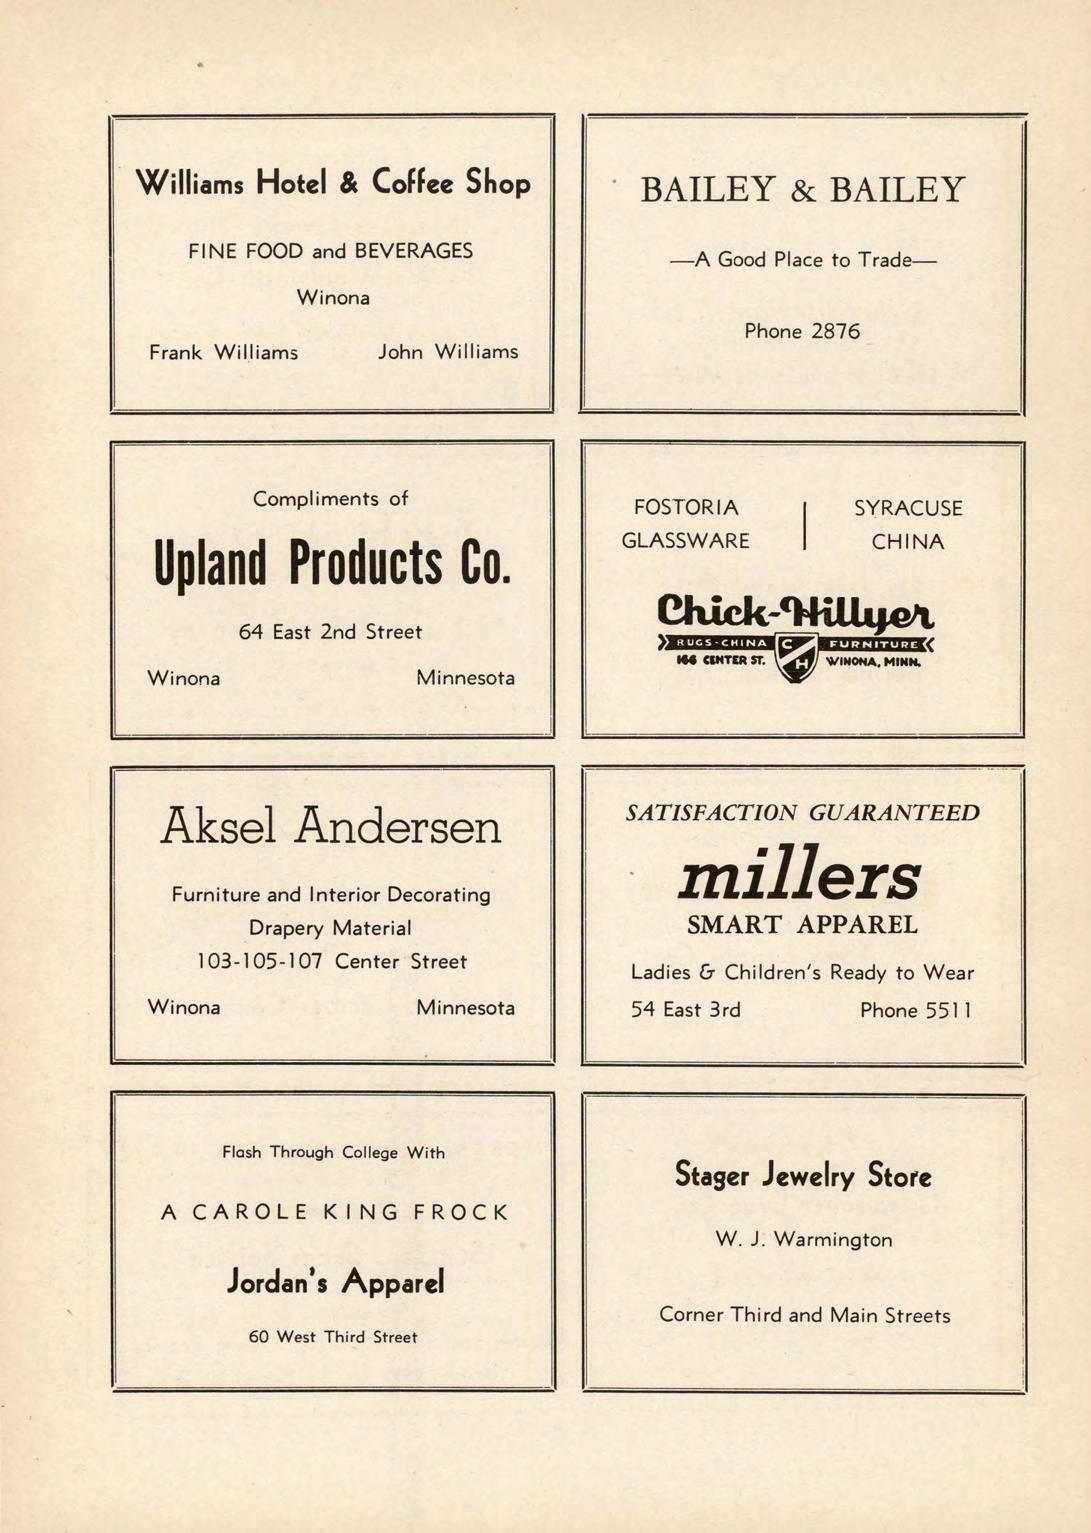 Williams Hotel & Coffee Shop
FINE FOOD and BEVERAGES
Winona
Frank Williams John Williams
BAILEY & BAILEY
—A Good Place to Trade—
Phone 2876
Compliments of
Upland Products Co.
64 East 2nd Street
Winona Minnesota
FOSTORIA SYRACUSE
GLASSWARE CHINA
Chick-Hillyer
RUGS-CHINA C FURNITURE
166 CENTER ST. H WINONA, MINN.
Aksel Andersen
Furniture and Interior Decorating
Drapery Material
103-105-107 Center Street
Winona Minnesota
SATISFACTION GUARANTEED
millers
SMART APPAREL
Ladies & Children's Ready to Wear
54 East 3rd Phone 5511
Flash Through College With
A CAROLE KING FROCK
Jordan's Apparel
60 West Third Street
Stager Jewelry Store
W. J. Warmington
Corner Third and Main Streets